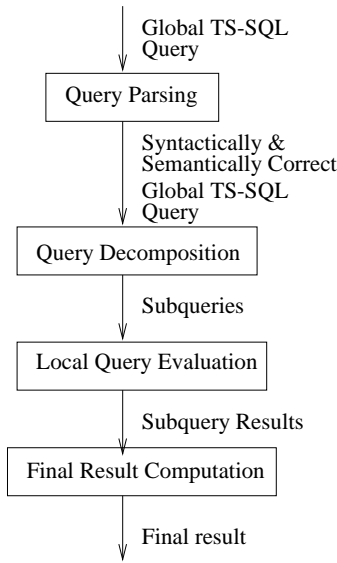 Global TS-SQL
Query
Query Parsing
Syntactically &
Semantically Correct
Global TS-SQL
Query
Query Decomposition
Subqueries
Local Query Evaluation
Subquery Results
Final Result Computation
Final result